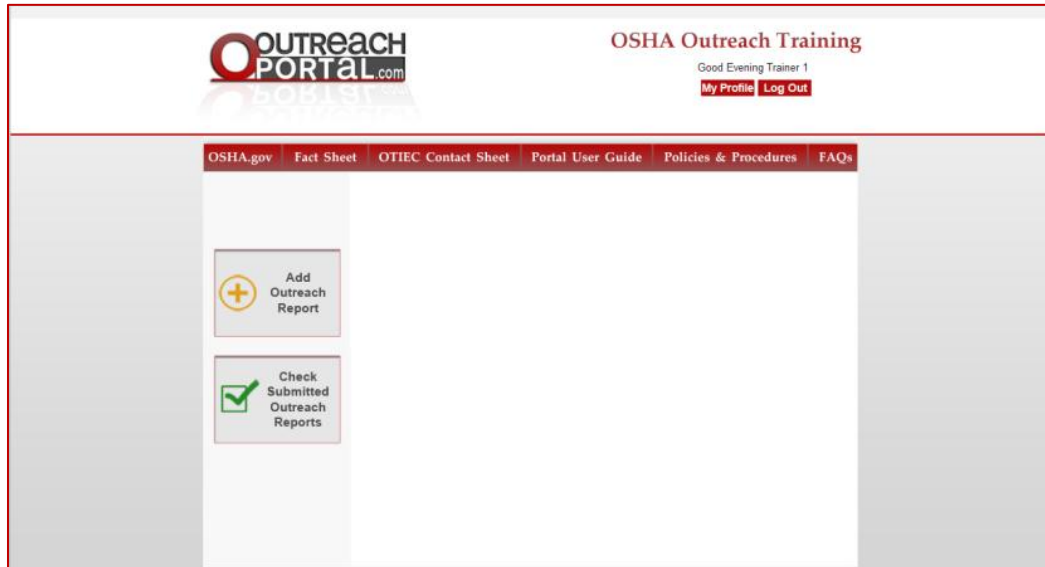 OUTREACH
PORTAL.com
OSHA Outreach Training
Good Evening Trainer 1
My Profile Log Out
OSHA.gov Fact Sheet OTIEC Contact Sheet Portal User Guide Policies & Procedures FAQs
Add
Outreach
Report
Check
Submitted
Outreach
Reports